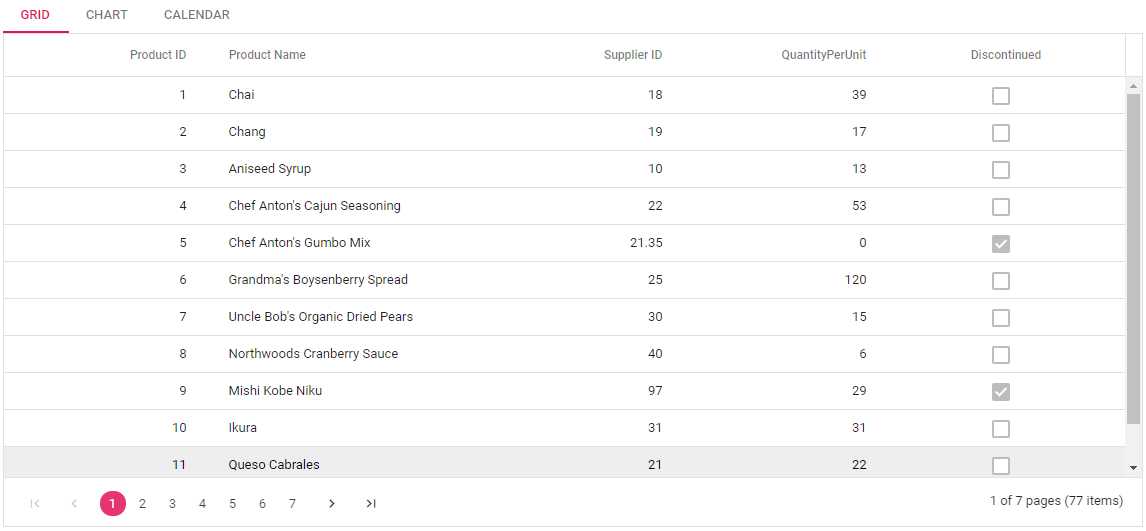 GRID CHART CALENDAR
Product ID Product Name Supplier ID QuantityPerUnit Discontinued
1 Chai 18 39
2 Chang 19 17
3 Aniseed Syrup 10 13
4 Chef Anton's Cajun Seasoning 22 53
5 Chef Anton's Gumbo Mix 21.35 0
6 Grandma's Boysenberry Spread 25 120
7 Uncle Bob's Organic Dried Pears 30 15
8 Northwoods Cranberry Sauce 40 6
9 Mishi Kobe Niku 97 29
10 Ikura 31 31
11 Queso Cabrales 21 22
1 2 3 4 5 6 7 1 of 7 pages (77 items)